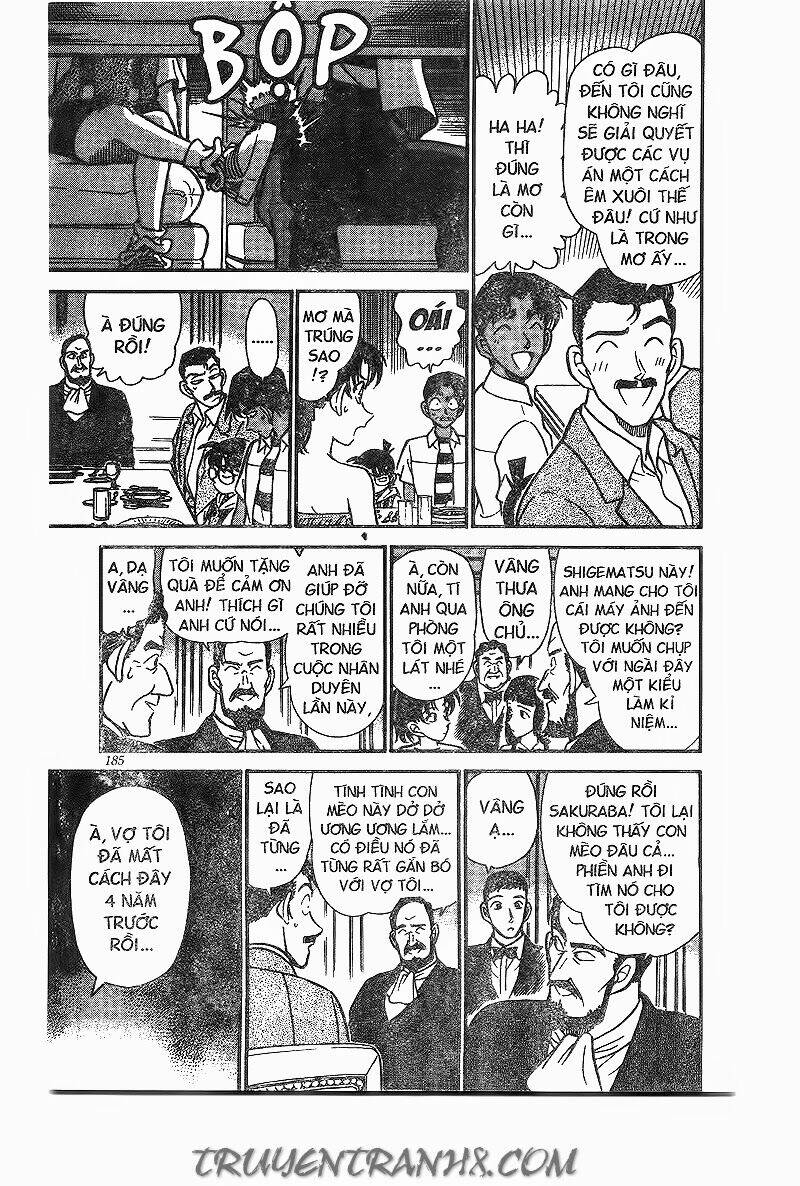 CÓ GÌ ĐÂU,
ĐẾN TÔI CŨNG
KHÔNG NGHĨ
SẼ GIẢI QUYẾT
ĐƯỢC CÁC VỤ
ÁN MỘT CÁCH
ÊM XUÔI THẾ
ĐÂU! CỨ NHƯ
LÀ TRONG
MƠ ẤY...
HA HA!
THÌ
ĐÚNG
LÀ MƠ
CÒN
GÌ...
BỘP
OÁI
...
MƠ MÀ
TRÚNG
SAO
!?
......
À ĐÚNG
RỒI!
SHIGEMATSU NÀY!
ANH MANG CHO TÔI
CÁI MÁY ẢNH ĐẾN
ĐƯỢC KHÔNG?
TÔI MUỐN CHỤP
VỚI NGÀI ĐÂY
MỘT KIỂU
LÀM KỈ
NIỆM...
VÂNG
THƯA
ÔNG
CHỦ...
À, CÒN
NỮA, TÍ
ANH QUA
PHÒNG
TÔI MỘT
LÁT NHÉ
...
ANH ĐÃ
GIÚP ĐỠ
CHÚNG TÔI
RẤT NHIỀU
TRONG
CUỘC NHÂN
DUYÊN
LẦN NÀY,
TÔI MUỐN TẶNG
QUÀ ĐỂ CẢM ƠN
ANH! THÍCH GÌ
ANH CỨ NÓI...
A, DẠ
VÂNG
...
185
ĐÚNG RỒI
SAKURABA! TÔI LẠI
KHÔNG THẤY CON
MÈO ĐÂU CẢ...
PHIỀN ANH ĐI
TÌM NÓ CHO
TÔI ĐƯỢC
KHÔNG?
VÂNG
Ạ...
TÍNH TÌNH CON
MÈO NÀY DỞ DỞ
ƯƠNG ƯƠNG LẮM...
CÓ ĐIỀU NÓ ĐÃ
TỪNG RẤT GẮN BÓ
VỚI VỢ TÔI...
SAO
LẠI LÀ
ĐÃ
TỪNG...
À, VỢ TÔI
ĐÃ MẤT
CÁCH ĐÂY
4 NĂM
TRƯỚC
RỒI...
TRUYENTRANH8.COM